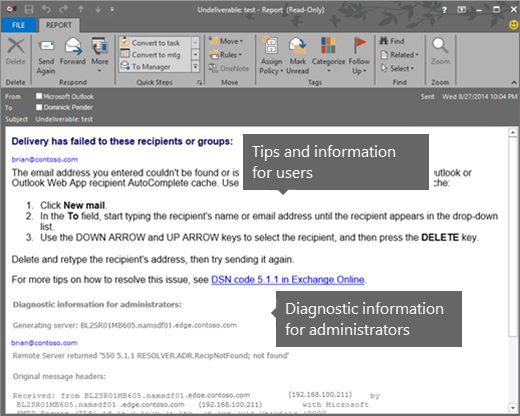 Undeliverable: test - Report (Read-Only)
FILE
REPORT
Delete
Send Again
Forward
More
Convert to task
Convert to mtg
To Manager
Move
Rules
OneNote
Assign Policy
Mark Unread
Categorize
Follow Up
Find
Related
Select
Zoom
Delete
Respond
Quick Steps
Move
Tags
Editing
Zoom
From
Microsoft Outlook
Sent
Wed 8/27/2014 10:04 PM
To
Dominick Pender
Subject
Undeliverable: test
Delivery has failed to these recipients or groups:
Tips and information
for users
brian@contoso.com
The email address you entered couldn't be found or is
utlook or
Outlook Web App recipient AutoComplete cache. Use
che:
1. Click New mail.
2. In the To field, start typing the recipient's name or email address until the recipient appears in the drop-down
list.
3. Use the DOWN ARROW and UP ARROW keys to select the recipient, and then press the DELETE key.
Delete and retype the recipient's address, then try sending it again.
For more tips on how to resolve this issue, see DSN code 5.1.1 in Exchange Online.
Diagnostic information for administrators:
Diagnostic information
for administrators
Generating server: BL2SR01MB605.namsdf01.edge.contoso.com
brian@contoso.com
Remote Server returned '550 5.1.1 RESOLVER.ADR.RecipNotFound; not found'
Original message headers:
Received: from BL2SR01MB605.namsdf01.edge.contoso.com (192.168.100.211) by
BL2SR01MB605.namsdf01.edge.contoso.com (192.168.100.211) with Microsoft